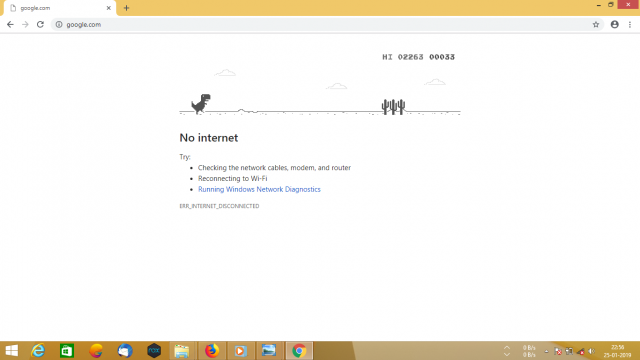 google.com
google.com
HI 02263 00033
No internet
Try:
Checking the network cables, modem, and router
Reconnecting to Wi-Fi
Running Windows Network Diagnostics
ERR_INTERNET_DISCONNECTED
0 B/s
0 B/s
22:56
25-01-2019